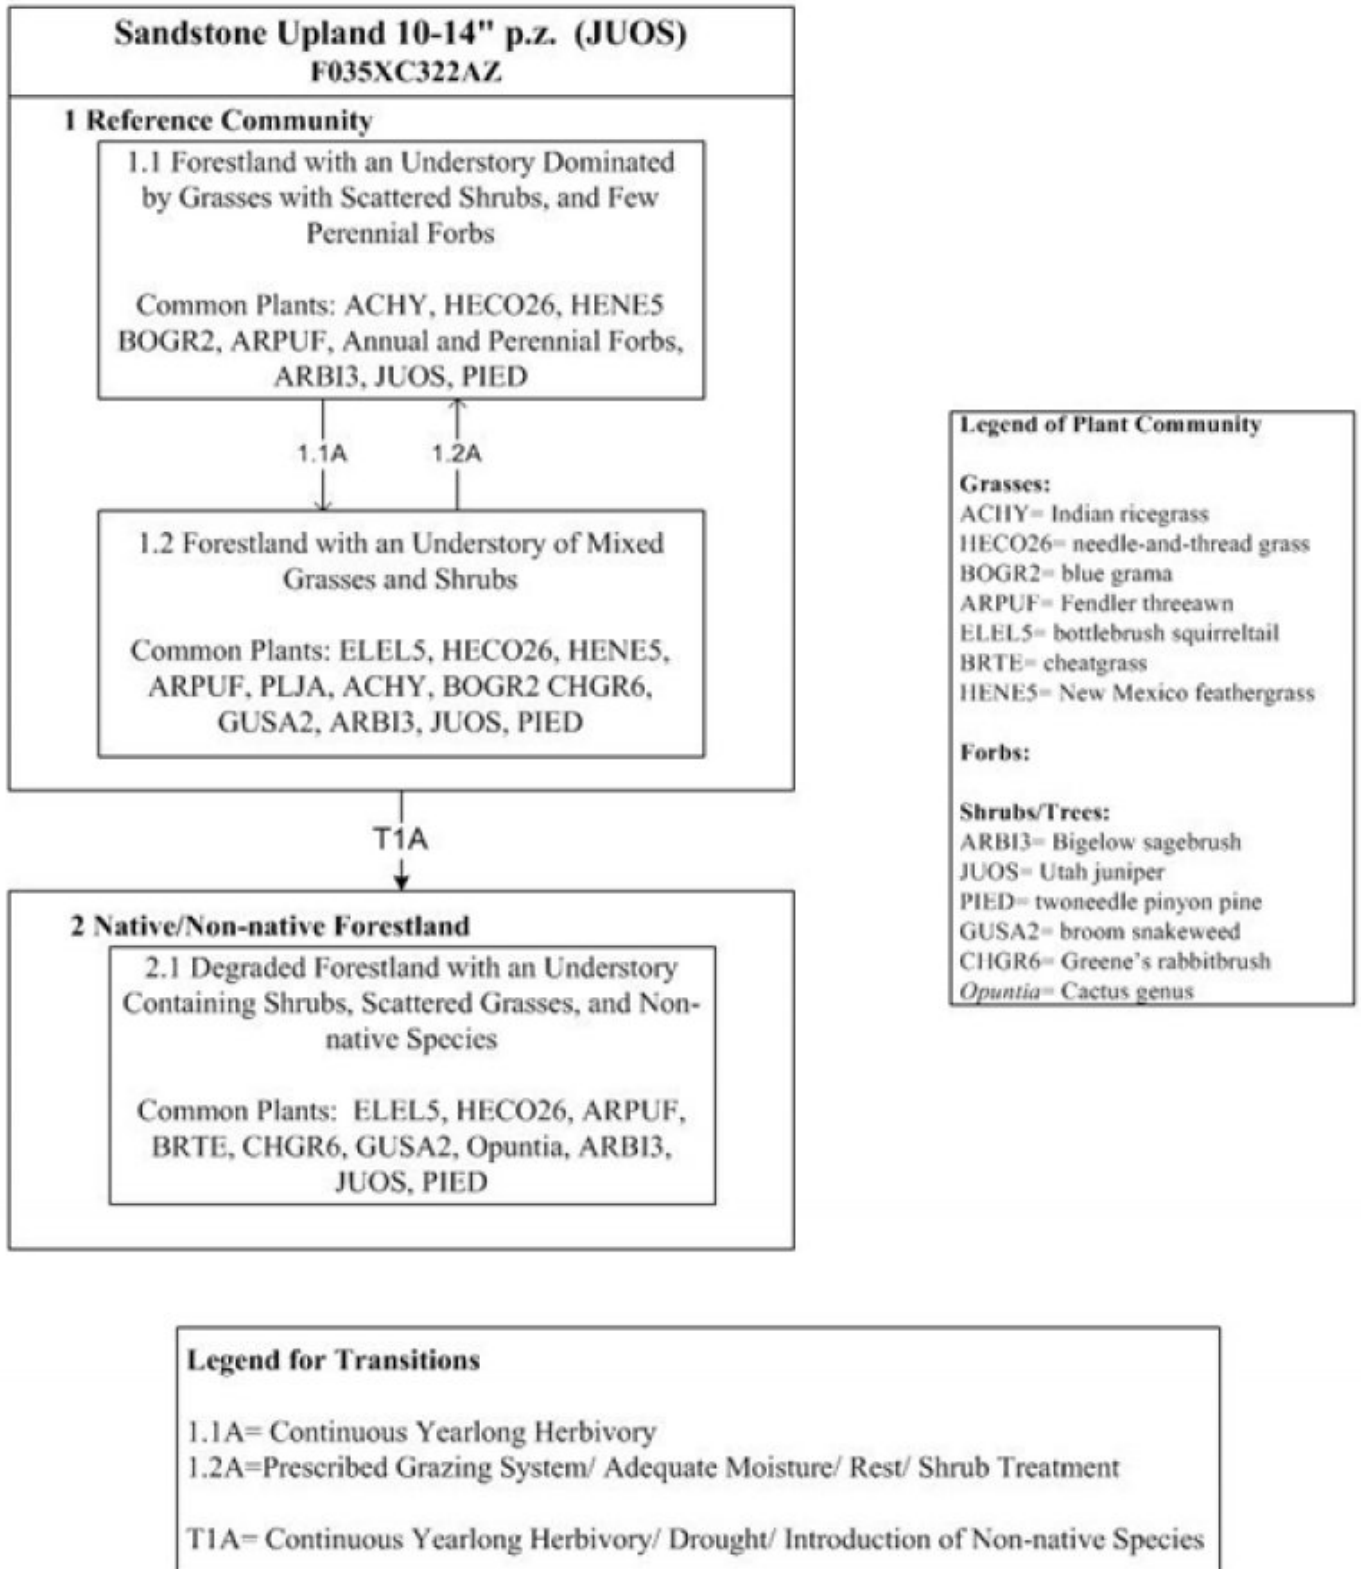 Sandstone Upland 10-14" p.z. (JUOS)
F035XC322AZ
1 Reference Community
1.1 Forestland with an Understory Dominated
by Grasses with Scattered Shrubs, and Few
Perennial Forbs
Common Plants: ACHY, HECO26, HENE5
BOGR2, ARPUF, Annual and Perennial Forbs,
ARBI3, JUOS, PIED
1.1A
1.2A
1.2 Forestland with an Understory of Mixed
Grasses and Shrubs
Common Plants: ELEL5, HECO26, HENE5,
ARPUF, PLJA, ACHY, BOGR2 CHGR6,
GUSA2, ARBI3, JUOS, PIED
T1A
2 Native/Non-native Forestland
2.1 Degraded Forestland with an Understory
Containing Shrubs, Scattered Grasses, and Non-
native Species
Common Plants: ELEL5, HECO26, ARPUF,
BRTE, CHGR6, GUSA2, Opuntia, ARBI3,
JUOS, PIED
Legend of Plant Community
Grasses:
ACHY= Indian ricegrass
HECO26= needle-and-thread grass
BOGR2= blue grama
ARPUF= Fendler threeawn
ELEL5= bottlebrush squirreltail
BRTE= cheatgrass
HENE5= New Mexico feathergrass
Forbs:
Shrubs/Trees:
ARBI3= Bigelow sagebrush
JUOS= Utah juniper
PIED= twoneedle pinyon pine
GUSA2= broom snakeweed
CHGR6= Greene's rabbitbrush
Opuntia= Cactus genus
Legend for Transitions
1.1A= Continuous Yearlong Herbivory
1.2A=Prescribed Grazing System/ Adequate Moisture/ Rest/ Shrub Treatment
T1A= Continuous Yearlong Herbivory/ Drought/ Introduction of Non-native Species